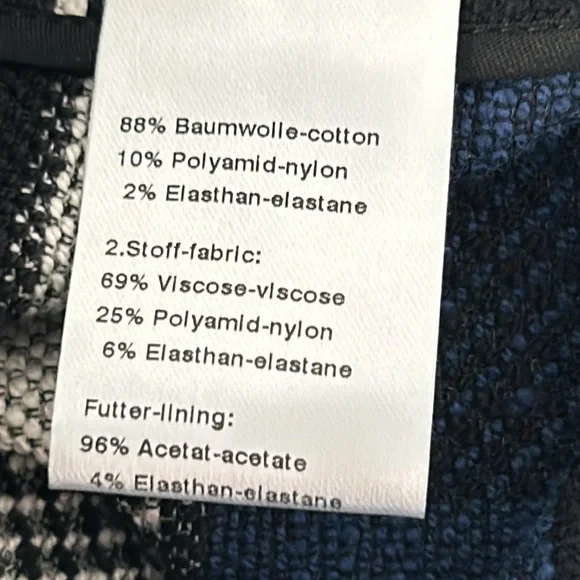 88% Baumwolle-cotton
10% Polyamid-nylon
2% Elasthan-elastane
2.Stoff-fabric:
69% Viscose-viscose
25% Polyamid-nylon
6% Elasthan-elastane
Futter-lining:
96% Acetat-acetate
4% Elasthan-elastane